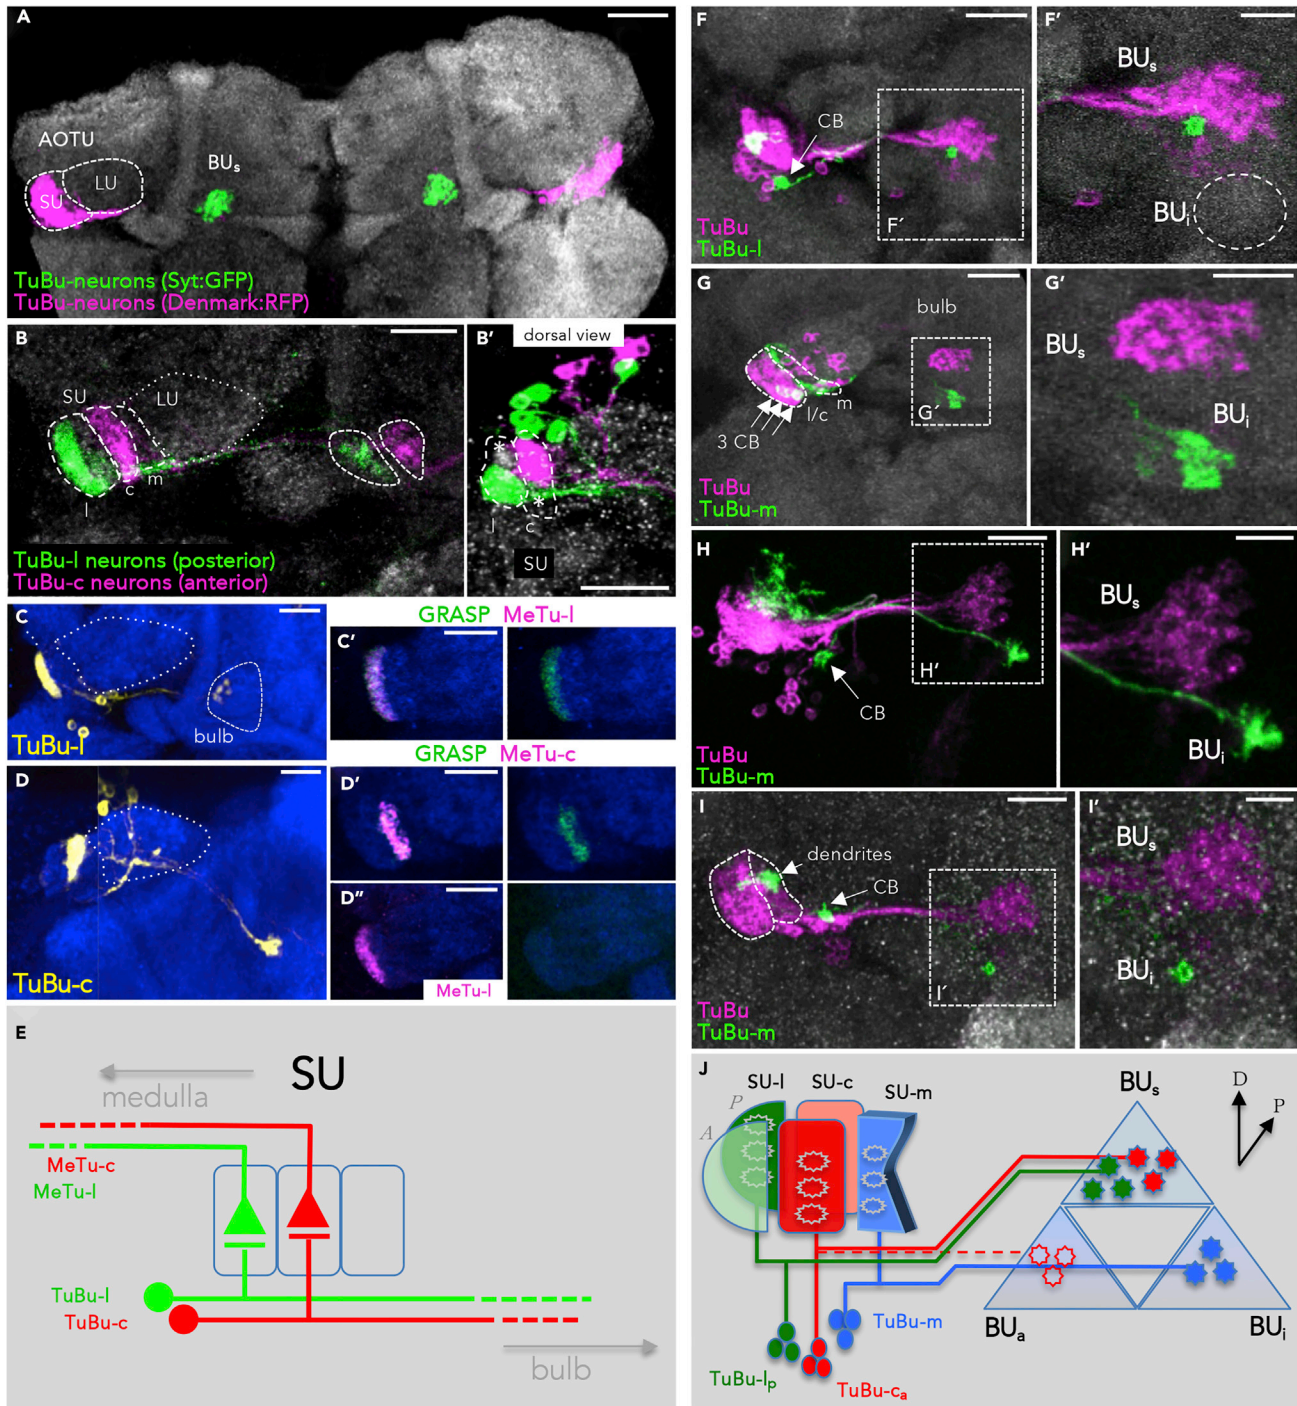 A
AOTU
LU
SU
BUs
TuBu-neurons (Syt:GFP)
TuBu-neurons (Denmark:RFP)
B
SU
LU
l
c
m
TuBu-l neurons (posterior)
TuBu-c neurons (anterior)
B′
dorsal view
*
*
l
c
SU
C
bulb
TuBu-l
GRASP MeTu-l
C′
D
TuBu-c
GRASP MeTu-c
D′
D″
MeTu-l
E
SU
medulla
MeTu-c
MeTu-l
TuBu-l
TuBu-c
bulb
F
CB
TuBu
TuBu-l
F′
F′
BUs
BUi
G
bulb
m
l/c
3 CB
G′
TuBu
TuBu-m
G′
BUs
BUi
H
CB
H′
TuBu
TuBu-m
H′
BUs
BUi
I
dendrites
CB
TuBu
TuBu-m
I′
I′
BUs
BUi
J
SU-l
SU-c
SU-m
P
A
BUs
D
P
BUa
BUi
TuBu-m
TuBu-lp
TuBu-ca